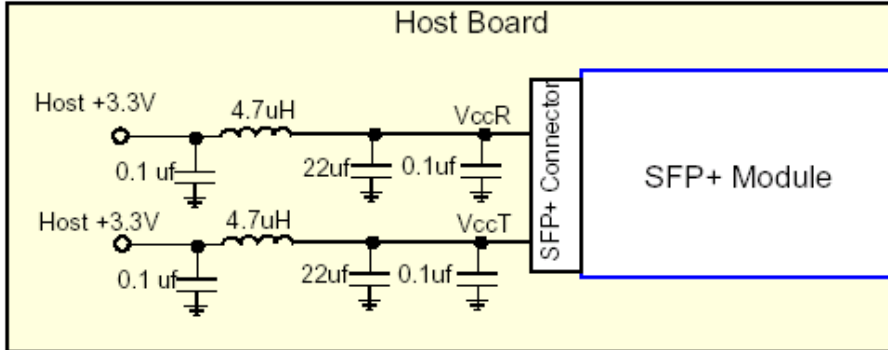 Host Board
Host +3.3V
4.7uH
VccR
0.1 uf
22uf
0.1uf
SFP+ Connector
SFP+ Module
Host +3.3V
4.7uH
VccT
0.1 uf
22uf
0.1uf